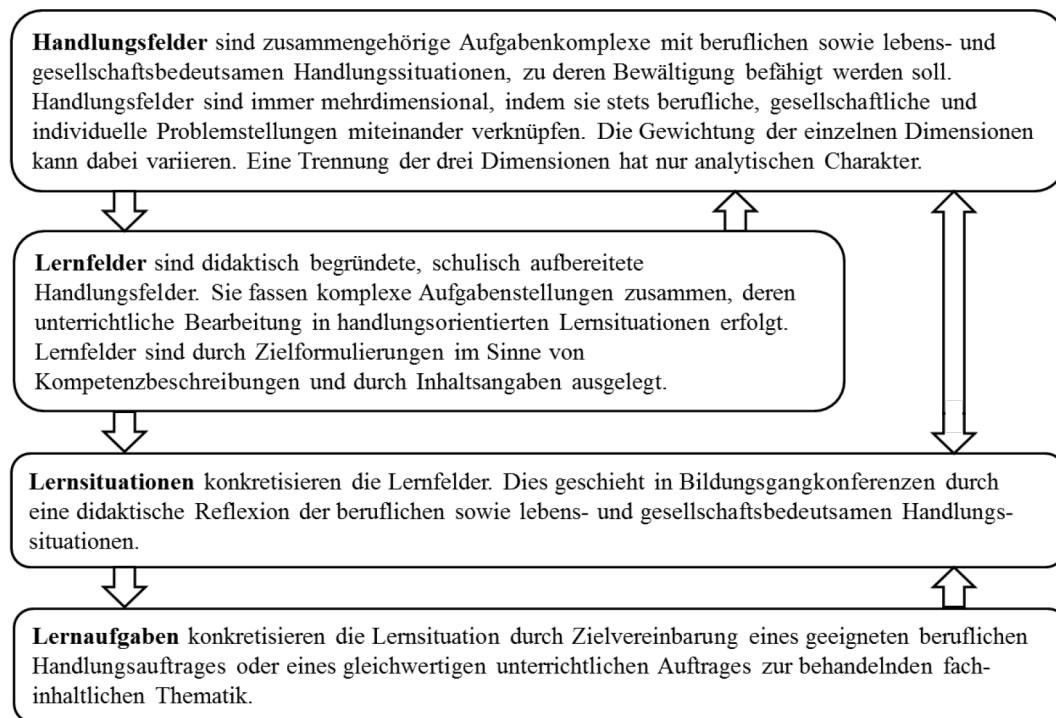 Handlungsfelder sind zusammengehörige Aufgabenkomplexe mit beruflichen sowie lebens- und
gesellschaftsbedeutsamen Handlungssituationen, zu deren Bewältigung befähigt werden soll.
Handlungsfelder sind immer mehrdimensional, indem sie stets berufliche, gesellschaftliche und
individuelle Problemstellungen miteinander verknüpfen. Die Gewichtung der einzelnen Dimensionen
kann dabei variieren. Eine Trennung der drei Dimensionen hat nur analytischen Charakter.
Lernfelder sind didaktisch begründete, schulisch aufbereitete
Handlungsfelder. Sie fassen komplexe Aufgabenstellungen zusammen, deren
unterrichtliche Bearbeitung in handlungsorientierten Lernsituationen erfolgt.
Lernfelder sind durch Zielformulierungen im Sinne von
Kompetenzbeschreibungen und durch Inhaltsangaben ausgelegt.
Lernsituationen konkretisieren die Lernfelder. Dies geschieht in Bildungsgangkonferenzen durch
eine didaktische Reflexion der beruflichen sowie lebens- und gesellschaftsbedeutsamen Handlungs-
situationen.
Lernaufgaben konkretisieren die Lernsituation durch Zielvereinbarung eines geeigneten beruflichen
Handlungsauftrages oder eines gleichwertigen unterrichtlichen Auftrages zur behandelnden fach-
inhaltlichen Thematik.